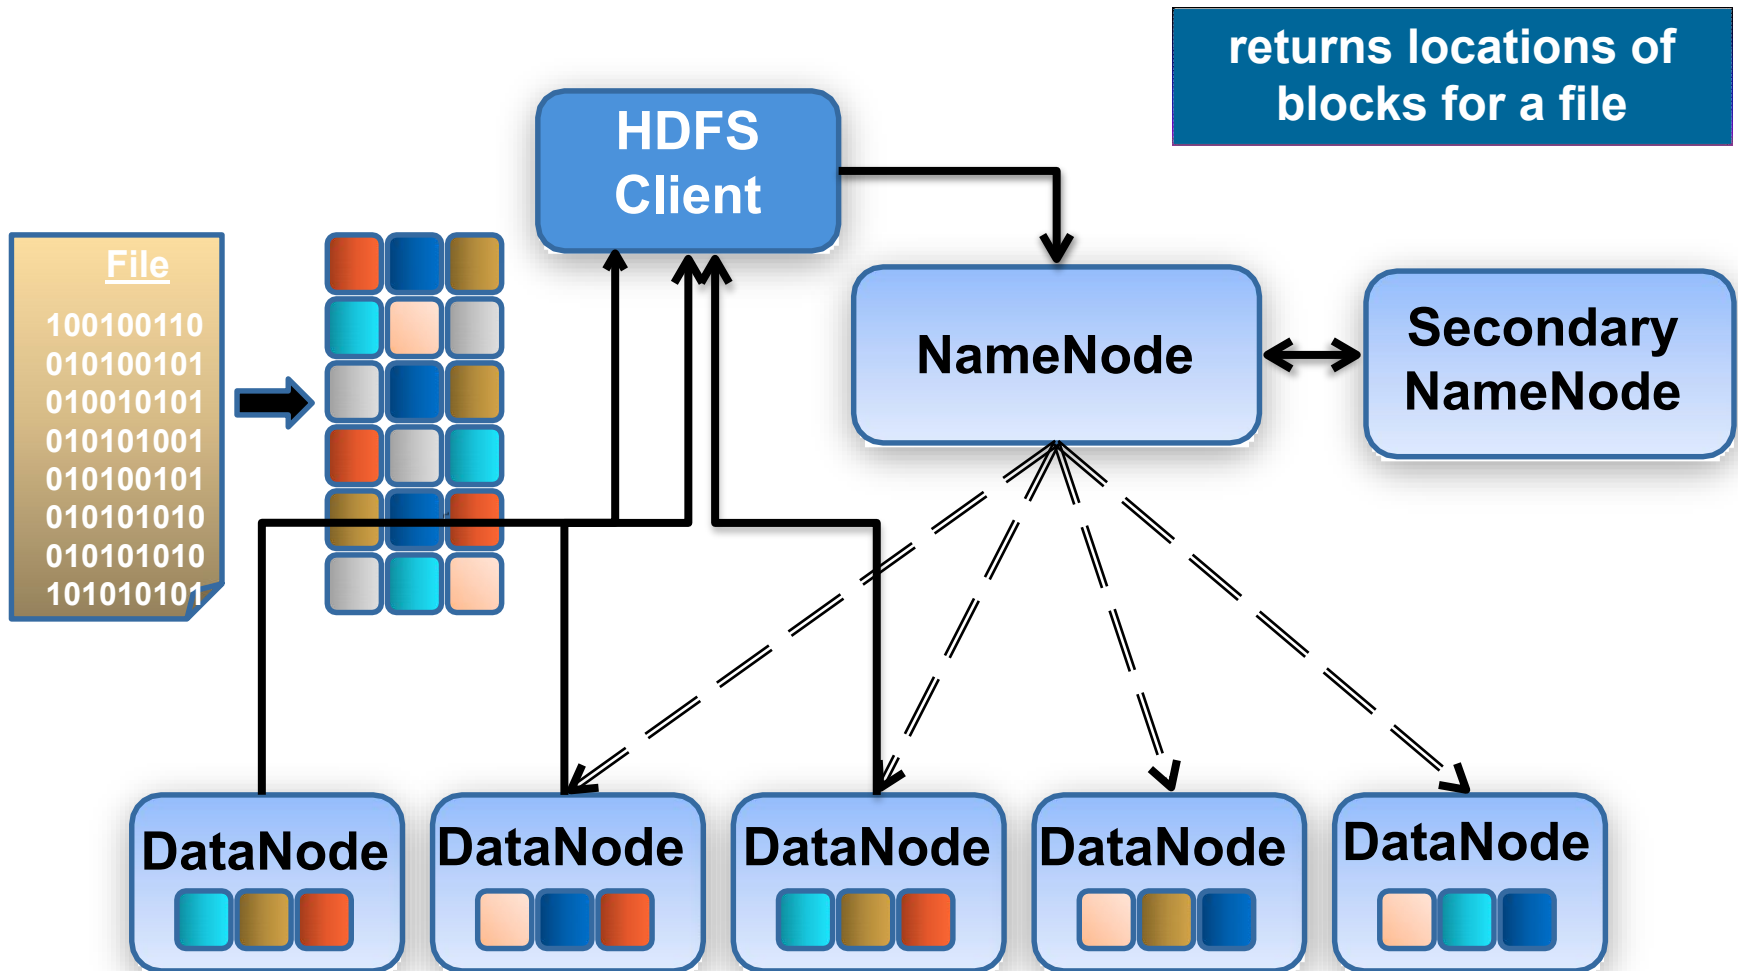 returns locations of
blocks for a file
HDFS
Client
File
100100110
010100101
010010101
010101001
010100101
010101010
010101010
101010101
NameNode
Secondary
NameNode
DataNode
DataNode
DataNode
DataNode
DataNode